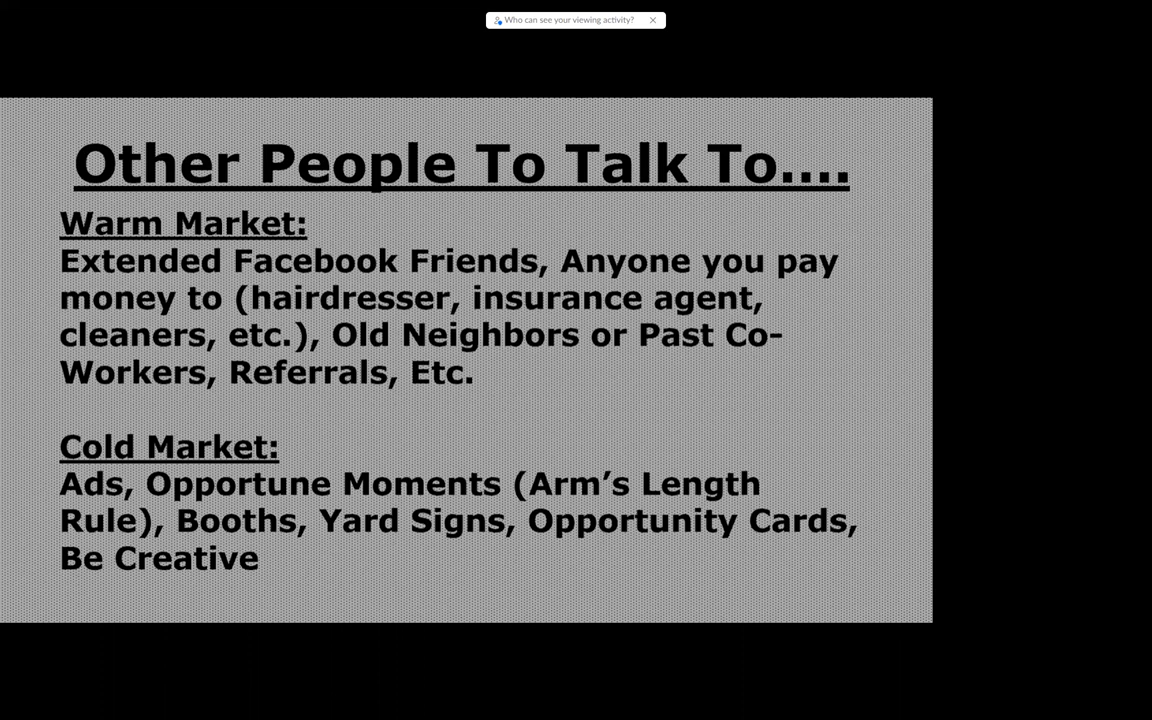 Who can see your viewing activity?
Other People To Talk To....
Warm Market:
Extended Facebook Friends, Anyone you pay
money to (hairdresser, insurance agent,
cleaners, etc.), Old Neighbors or Past Co-
Workers, Referrals, Etc.
Cold Market:
Ads, Opportune Moments (Arm’s Length
Rule), Booths, Yard Signs, Opportunity Cards,
Be Creative